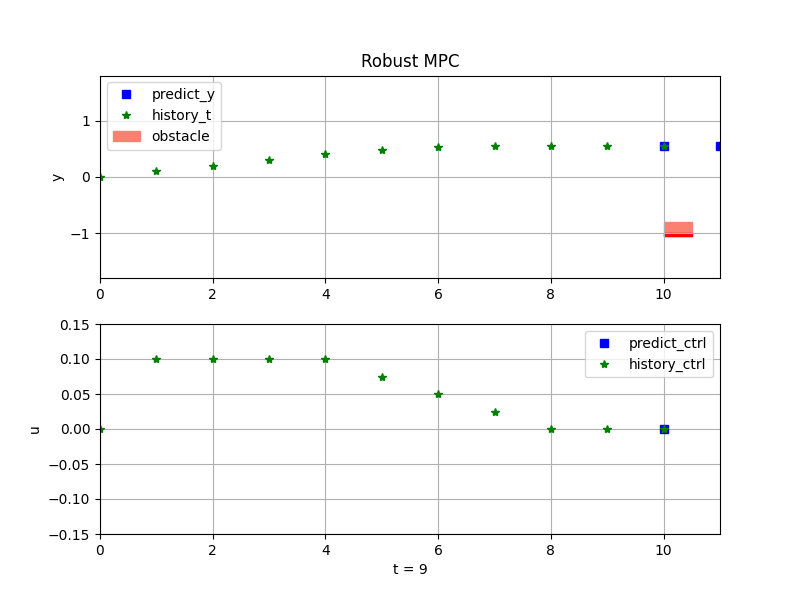 Robust MPC
predict_y
history_t
obstacle
y
1
0
−1
0 2 4 6 8 10
predict_ctrl
history_ctrl
u
0.15
0.10
0.05
0.00
−0.05
−0.10
−0.15
0 2 4 6 8 10
t = 9